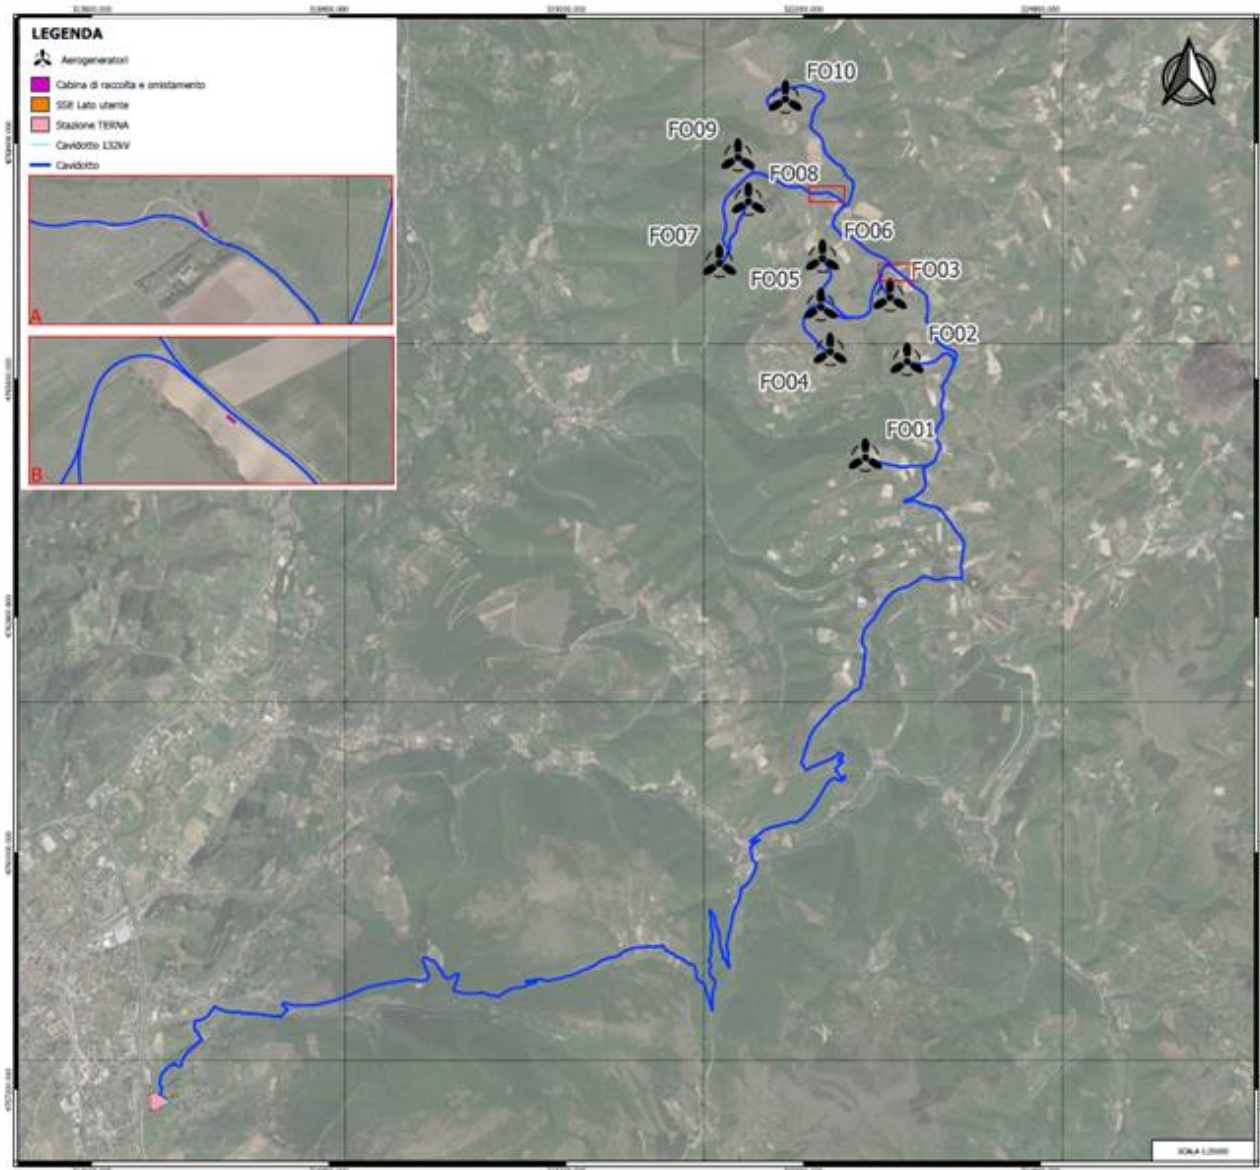 LEGENDA
Aerogeneratori
Cabina di raccolta e smistamento
SSE Lato utente
Stazione TERNA
Cavidotto 132kV
Cavidotto
A
B
FO10
FO09
FO08
FO07
FO06
FO05
FO03
FO02
FO04
FO01